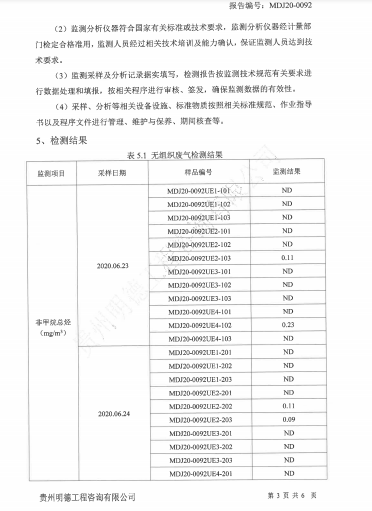 报告编号：MDJ20-0092
（2）监测分析仪器符合国家有关标准或技术要求，监测分析仪器经计量部
门检定合格准用，监测人员经过相关技术培训及能力确认，保证监测人员达到技
术要求。
（3）监测采样及分析记录据实填写，检测报告按监测技术规范有关要求进
行数据处理和填报，按相关程序进行审核、签发，确保监测数据的有效性。
（4）采样、分析等相关设备设施、标准物质按照相关标准规范、作业指导
书以及程序文件进行管理、维护与保养、期间核查等。
5、检测结果
表 5.1 无组织废气检测结果
监测项目 采样日期 样品编号 监测结果
非甲烷总烃
（mg/m³）
2020.06.23
MDJ20-0092UE1-101 ND
MDJ20-0092UE1-102 ND
MDJ20-0092UE1-103 ND
MDJ20-0092UE2-101 ND
MDJ20-0092UE2-102 ND
MDJ20-0092UE2-103 0.11
MDJ20-0092UE3-101 ND
MDJ20-0092UE3-102 ND
MDJ20-0092UE3-103 ND
MDJ20-0092UE4-101 ND
MDJ20-0092UE4-102 0.23
MDJ20-0092UE4-103 ND
2020.06.24
MDJ20-0092UE1-201 ND
MDJ20-0092UE1-202 ND
MDJ20-0092UE1-203 ND
MDJ20-0092UE2-201 ND
MDJ20-0092UE2-202 0.11
MDJ20-0092UE2-203 0.09
MDJ20-0092UE3-201 ND
MDJ20-0092UE3-202 ND
MDJ20-0092UE3-203 ND
MDJ20-0092UE4-201 ND
贵州明德工程咨询有限公司
第 3 页 共 6 页